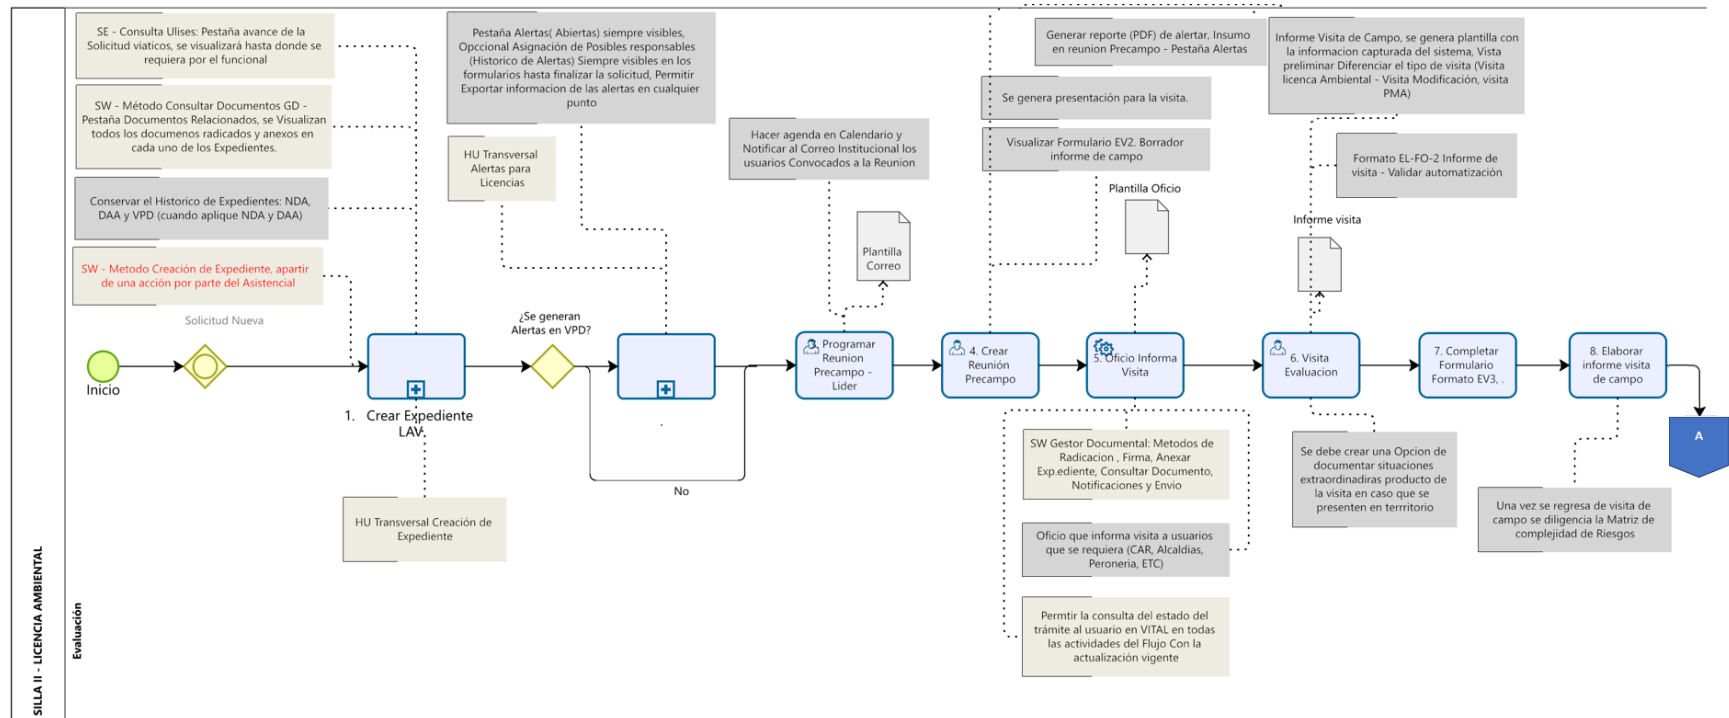 SE - Consulta Ulises: Pestaña avance de la
Solicitud viaticos, se visualizará hasta donde se
requiera por el funcional
SW - Método Consultar Documentos GD -
Pestaña Documentos Relacionados, se Visualizan
todos los documenos radicados y anexos en
cada uno de los Expedientes.
Conservar el Historico de Expedientes: NDA,
DAA y VPD (cuando aplique NDA y DAA)
SW - Metodo Creación de Expediente, apartir
de una acción por parte del Asistencial
Solicitud Nueva
Inicio
1. Crear Expediente
LAV
HU Transversal Creación de
Expediente
Pestaña Alertas( Abiertas) siempre visibles,
Opccional Asignación de Posibles responsables
(Historico de Alertas) Siempre visibles en los
formularios hasta finalizar la solicitud, Permitir
Exportar informacion de las alertas en cualquier
punto
HU Transversal
Alertas para
Licencias
¿Se generan
Alertas en VPD?
.
No
Hacer agenda en Calendario y
Notificar al Correo Institucional los
usuarios Convocados a la Reunion
Plantilla
Correo
3. Programar
Reunion
Precampo -
Lider
Generar reporte (PDF) de alertar, Insumo
en reunion Precampo - Pestaña Alertas
Se genera presentación para la visita.
Visualizar Formulario EV2. Borrador
informe de campo
Plantilla Oficio
4. Crear
Reunión
Precampo
5. Oficio Informa
Visita
SW Gestor Documental: Metodos de
Radicacion , Firma, Anexar
Exp.ediente, Consultar Documento,
Notificaciones y Envio
Oficio que informa visita a usuarios
que se requiera (CAR, Alcaldias,
Peroneria, ETC)
Permtir la consulta del estado del
trámite al usuario en VITAL en todas
las actividades del Flujo Con la
actualización vigente
Informe Visita de Campo, se genera plantilla con
la informacion capturada del sistema, Vista
preliminar Diferenciar el tipo de visita (Visita
licenca Ambiental - Visita Modificación, visita
PMA)
Formato EL-FO-2 Informe de
visita - Validar automatización
Informe visita
6. Visita
Evaluacion
Se debe crear una Opcion de
documentar situaciones
extraordinadiras producto de
la visita en caso que se
presenten en terrritorio
7. Completar
Formulario
Formato EV3, .
8. Elaborar
informe visita
de campo
Una vez se regresa de visita de
campo se diligencia la Matriz de
complejidad de Riesgos
A
SILLA II - LICENCIA AMBIENTAL
Evaluación